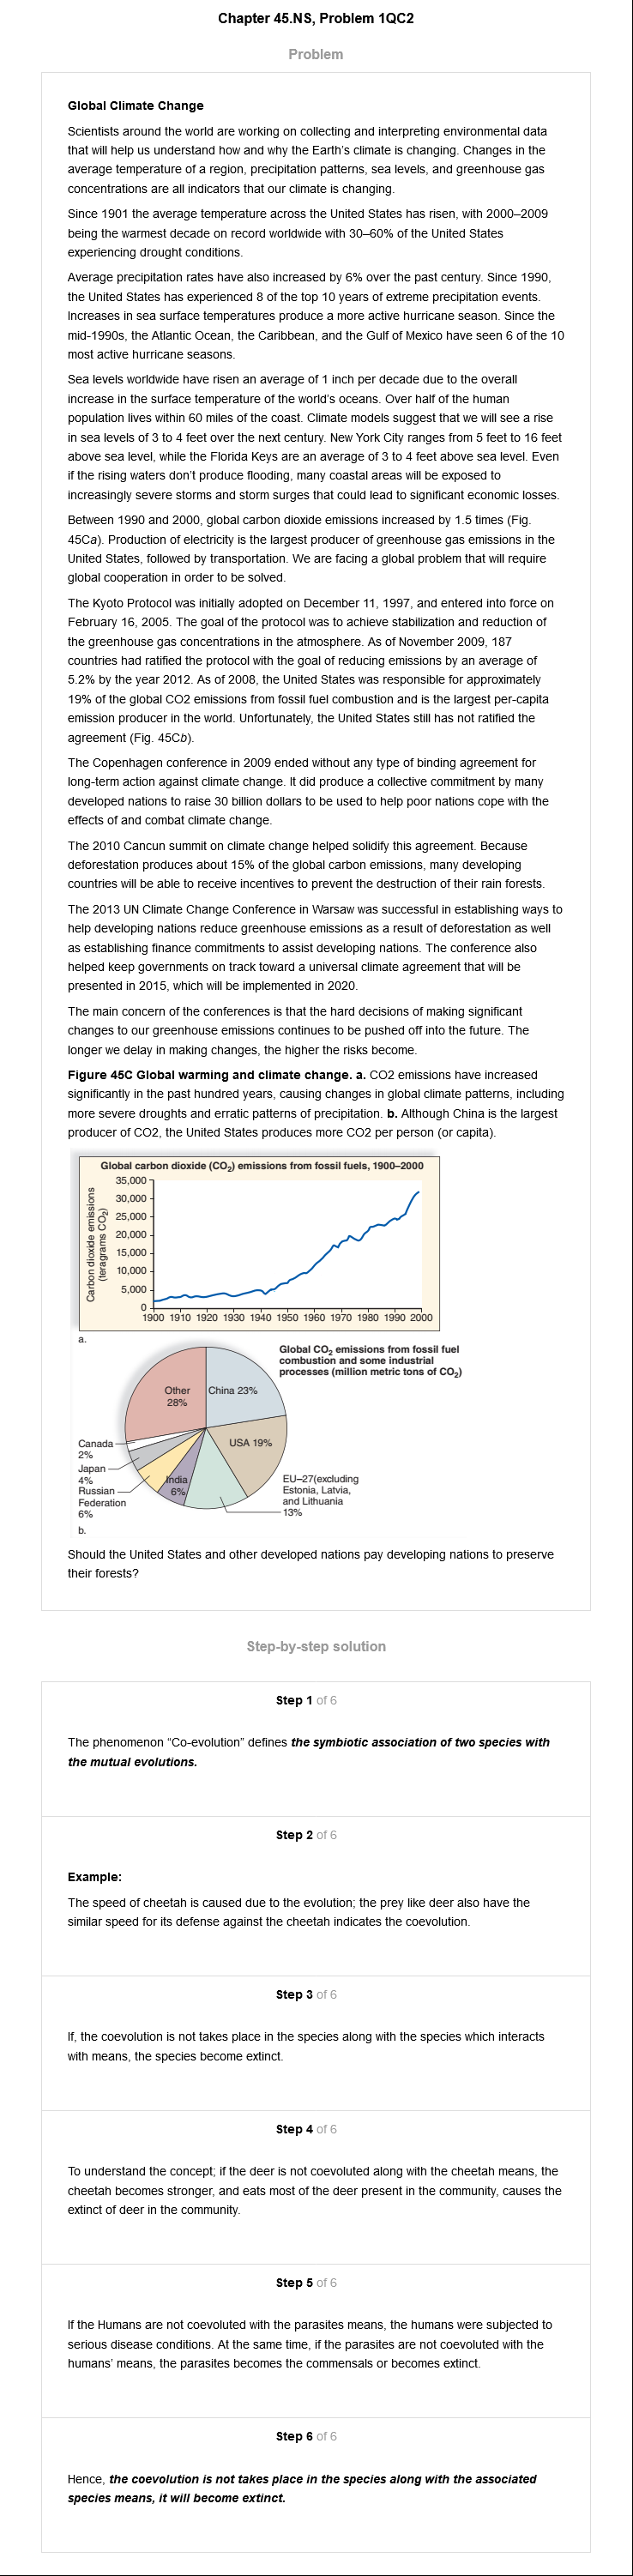 Chapter 45.NS, Problem 1QC2
Problem
Global Climate Change
Scientists around the world are working on collecting and interpreting environmental data
that will help us understand how and why the Earth's climate is changing. Changes in the
average temperature of a region, precipitation patterns, sea levels, and greenhouse gas
concentrations are all indicators that our climate is changing.
Since 1901 the average temperature across the United States has risen, with 2000–2009
being the warmest decade on record worldwide with 30–60% of the United States
experiencing drought conditions.
Average precipitation rates have also increased by 6% over the past century. Since 1990,
the United States has experienced 8 of the top 10 years of extreme precipitation events.
Increases in sea surface temperatures produce a more active hurricane season. Since the
mid-1990s, the Atlantic Ocean, the Caribbean, and the Gulf of Mexico have seen 6 of the 10
most active hurricane seasons.
Sea levels worldwide have risen an average of 1 inch per decade due to the overall
increase in the surface temperature of the world's oceans. Over half of the human
population lives within 60 miles of the coast. Climate models suggest that we will see a rise
in sea levels of 3 to 4 feet over the next century. New York City ranges from 5 feet to 16 feet
above sea level, while the Florida Keys are an average of 3 to 4 feet above sea level. Even
if the rising waters don't produce flooding, many coastal areas will be exposed to
increasingly severe storms and storm surges that could lead to significant economic losses.
Between 1990 and 2000, global carbon dioxide emissions increased by 1.5 times (Fig.
45Ca). Production of electricity is the largest producer of greenhouse gas emissions in the
United States, followed by transportation. We are facing a global problem that will require
global cooperation in order to be solved.
The Kyoto Protocol was initially adopted on December 11, 1997, and entered into force on
February 16, 2005. The goal of the protocol was to achieve stabilization and reduction of
the greenhouse gas concentrations in the atmosphere. As of November 2009, 187
countries had ratified the protocol with the goal of reducing emissions by an average of
5.2% by the year 2012. As of 2008, the United States was responsible for approximately
19% of the global CO2 emissions from fossil fuel combustion and is the largest per-capita
emission producer in the world. Unfortunately, the United States still has not ratified the
agreement (Fig. 45Cb).
The Copenhagen conference in 2009 ended without any type of binding agreement for
long-term action against climate change. It did produce a collective commitment by many
developed nations to raise 30 billion dollars to be used to help poor nations cope with the
effects of and combat climate change.
The 2010 Cancun summit on climate change helped solidify this agreement. Because
deforestation produces about 15% of the global carbon emissions, many developing
countries will be able to receive incentives to prevent the destruction of their rain forests.
The 2013 UN Climate Change Conference in Warsaw was successful in establishing ways to
help developing nations reduce greenhouse emissions as a result of deforestation as well
as establishing finance commitments to assist developing nations. The conference also
helped keep governments on track toward a universal climate agreement that will be
presented in 2015, which will be implemented in 2020.
The main concern of the conferences is that the hard decisions of making significant
changes to our greenhouse emissions continues to be pushed off into the future. The
longer we delay in making changes, the higher the risks become.
Figure 45C Global warming and climate change. a. CO2 emissions have increased
significantly in the past hundred years, causing changes in global climate patterns, including
more severe droughts and erratic patterns of precipitation. b. Although China is the largest
producer of CO2, the United States produces more CO2 per person (or capita).
Global carbon dioxide (CO₂) emissions from fossil fuels, 1900–2000
Carbon dioxide emissions
(teragrams CO₂)
35,000
30,000
25,000
20,000
15,000
10,000
5,000
0
1900 1910 1920 1930 1940 1950 1960 1970 1980 1990 2000
a.
Global CO₂ emissions from fossil fuel
combustion and some industrial
processes (million metric tons of CO₂)
Other
28%
China 23%
USA 19%
Canada
2%
Japan
4%
Russian
Federation
6%
India
6%
EU–27(excluding
Estonia, Latvia,
and Lithuania
13%
b.
Should the United States and other developed nations pay developing nations to preserve
their forests?
Step-by-step solution
Step 1 of 6
The phenomenon “Co-evolution” defines the symbiotic association of two species with
the mutual evolutions.
Step 2 of 6
Example:
The speed of cheetah is caused due to the evolution; the prey like deer also have the
similar speed for its defense against the cheetah indicates the coevolution.
Step 3 of 6
If, the coevolution is not takes place in the species along with the species which interacts
with means, the species become extinct.
Step 4 of 6
To understand the concept; if the deer is not coevoluted along with the cheetah means, the
cheetah becomes stronger, and eats most of the deer present in the community, causes the
extinct of deer in the community.
Step 5 of 6
If the Humans are not coevoluted with the parasites means, the humans were subjected to
serious disease conditions. At the same time, if the parasites are not coevoluted with the
humans' means, the parasites becomes the commensals or becomes extinct.
Step 6 of 6
Hence, the coevolution is not takes place in the species along with the associated
species means, it will become extinct.